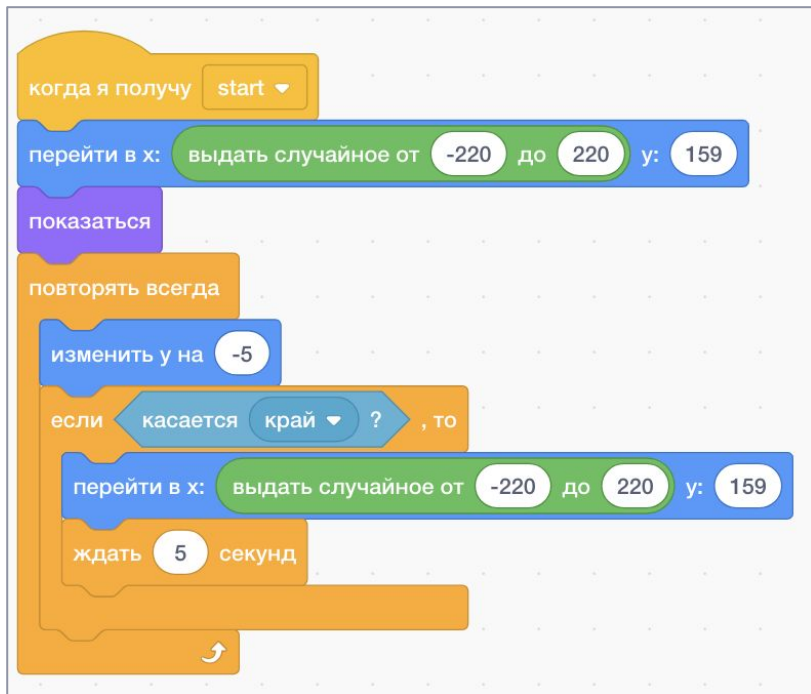 когда я получу start
перейти в x: выдать случайное от -220 до 220 y: 159
показаться
повторять всегда
изменить y на -5
если касается край ? , то
перейти в x: выдать случайное от -220 до 220 y: 159
ждать 5 секунд